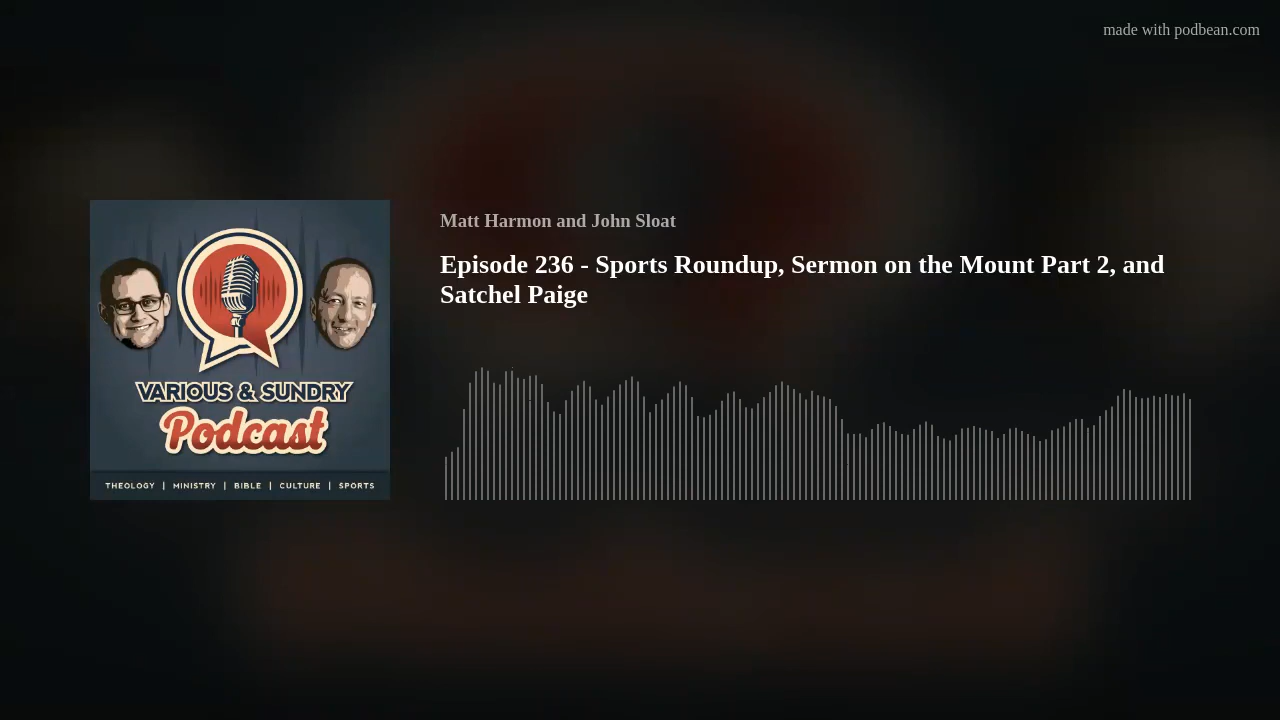 made with podbean.com
Matt Harmon and John Sloat
Episode 236 - Sports Roundup, Sermon on the Mount Part 2, and
Satchel Paige
VARIOUS & SUNDRY
Podcast
THEOLOGY | MINISTRY | BIBLE | CULTURE | SPORTS